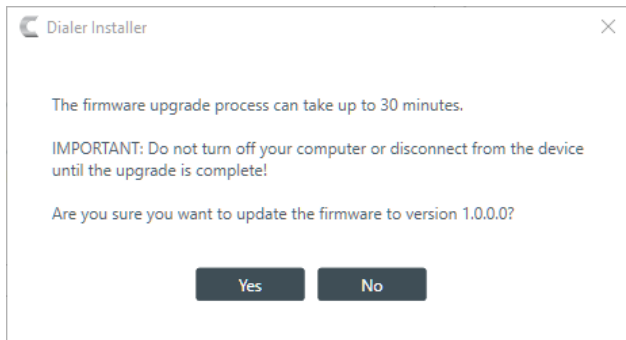 Dialer Installer
The firmware upgrade process can take up to 30 minutes.
IMPORTANT: Do not turn off your computer or disconnect from the device
until the upgrade is complete!
Are you sure you want to update the firmware to version 1.0.0.0?
Yes No